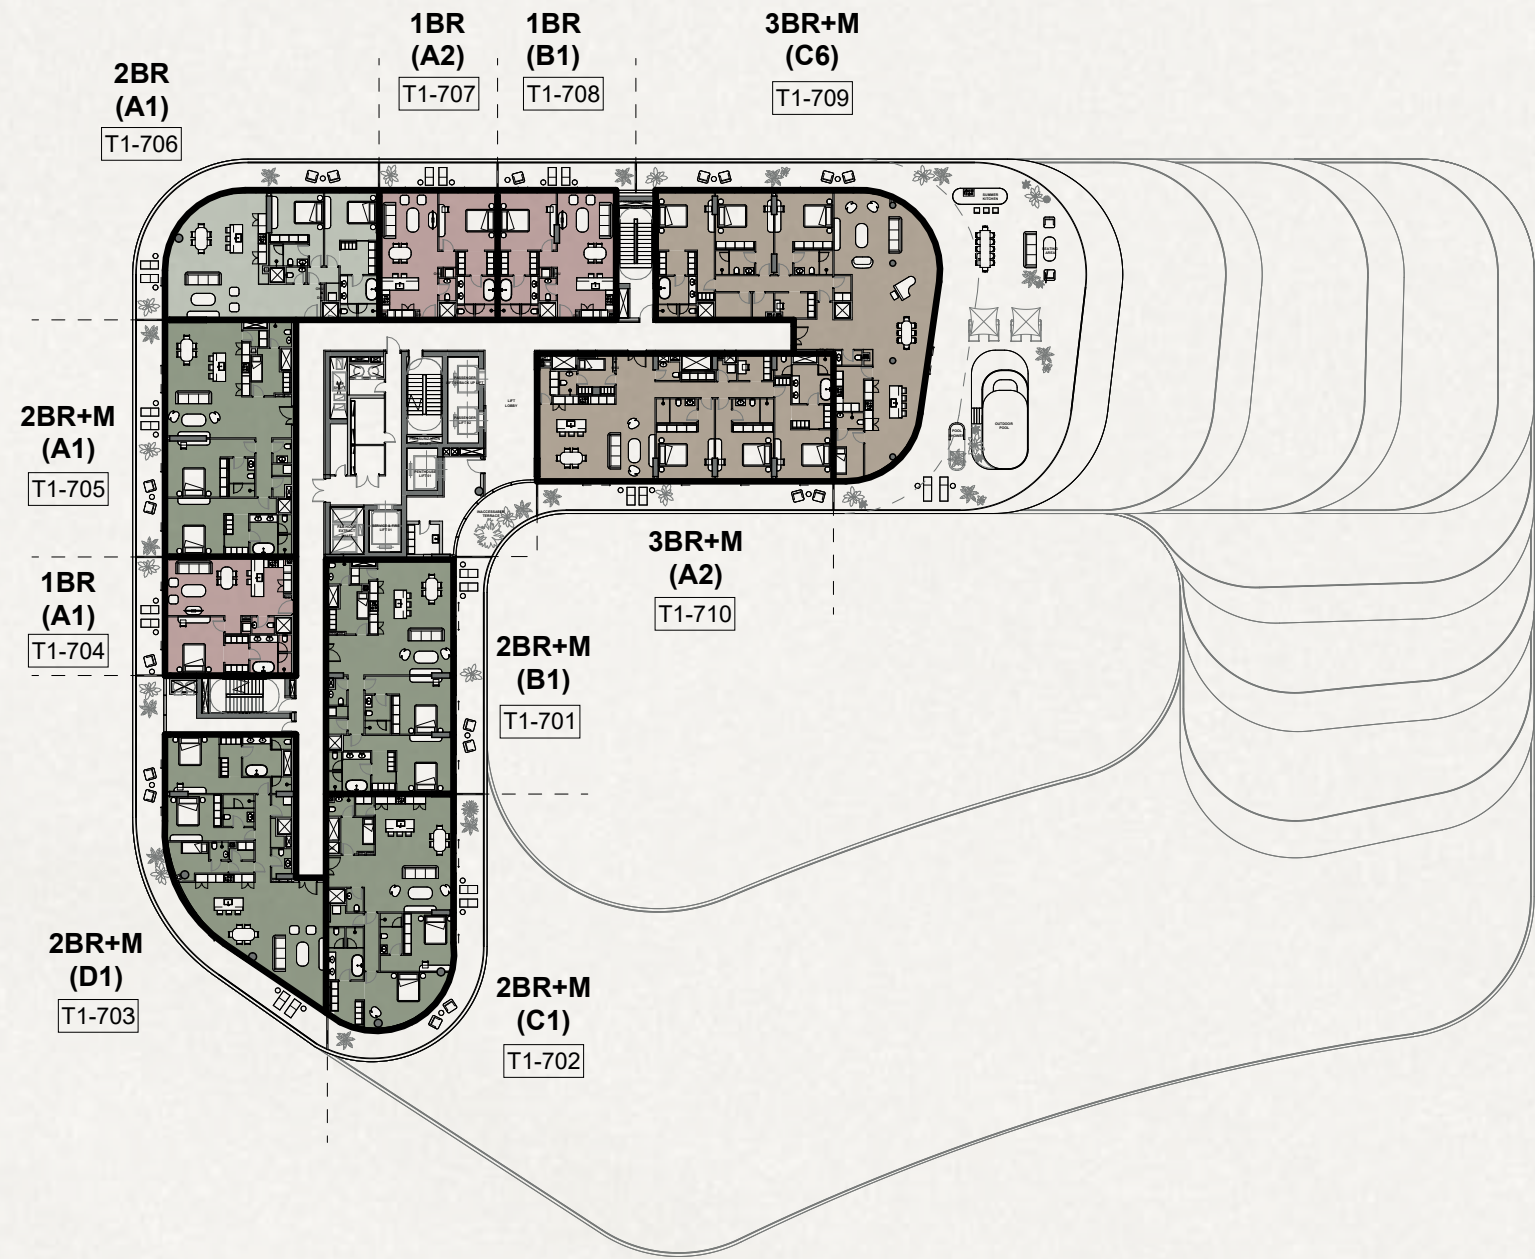 1BR
(A2)
T1-707
1BR
(B1)
T1-708
3BR+M
(C6)
T1-709
2BR
(A1)
T1-706
SUMMER
KITCHEN
2BR+M
(A1)
T1-705
LIFT
LOBBY
OUTDOOR
POOL
1BR
(A1)
T1-704
3BR+M
(A2)
T1-710
2BR+M
(B1)
T1-701
2BR+M
(D1)
T1-703
2BR+M
(C1)
T1-702